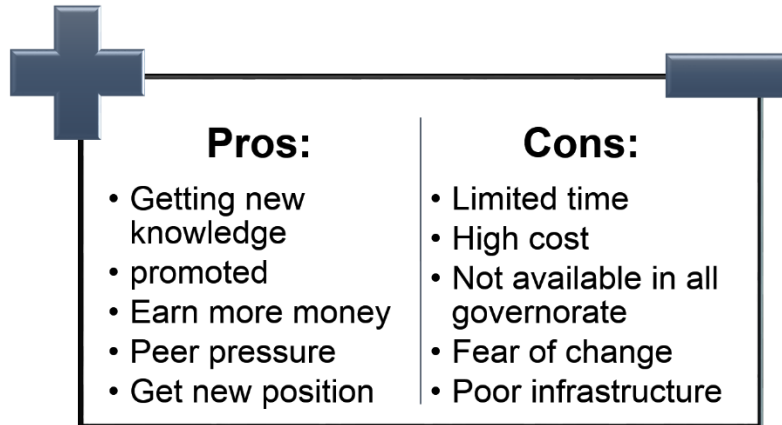 Pros:
• Getting new
knowledge
• promoted
• Earn more money
• Peer pressure
• Get new position
Cons:
• Limited time
• High cost
• Not available in all
governorate
• Fear of change
• Poor infrastructure